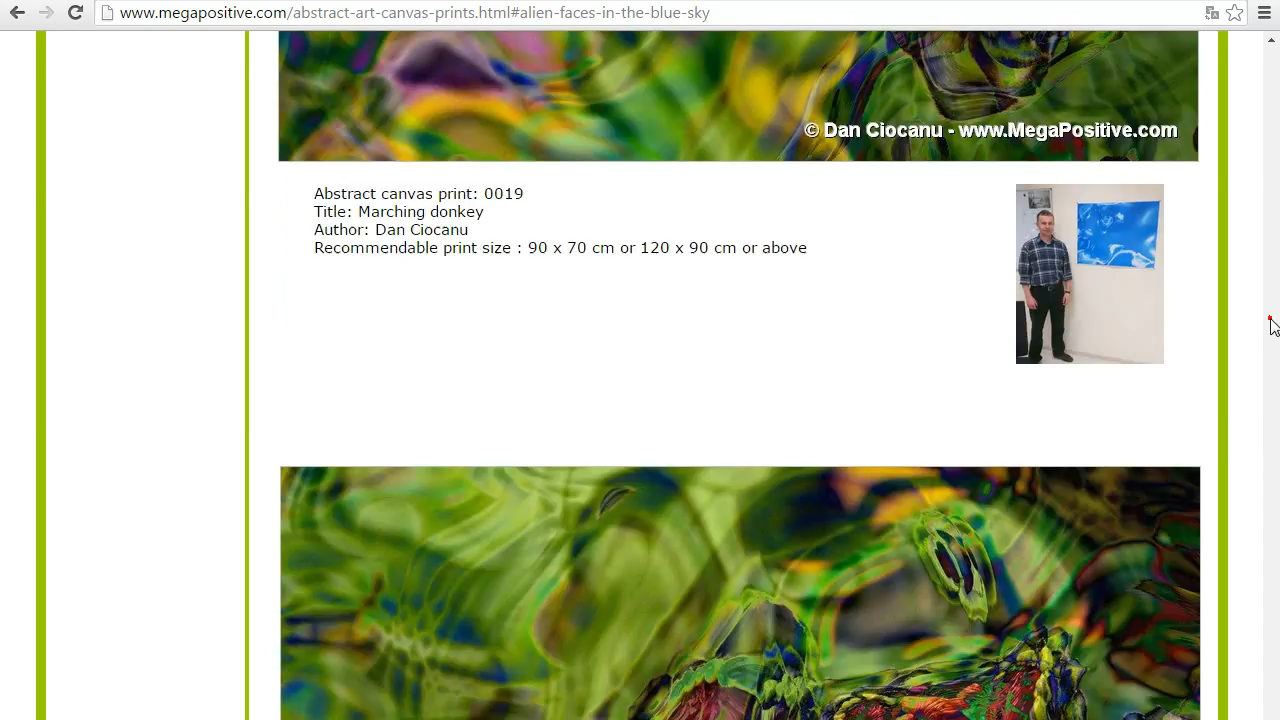 www.megapositive.com/abstract-art-canvas-prints.html#alien-faces-in-the-blue-sky
© Dan Ciocanu - www.MegaPositive.com
Abstract canvas print: 0019
Title: Marching donkey
Author: Dan Ciocanu
Recommendable print size : 90 x 70 cm or 120 x 90 cm or above